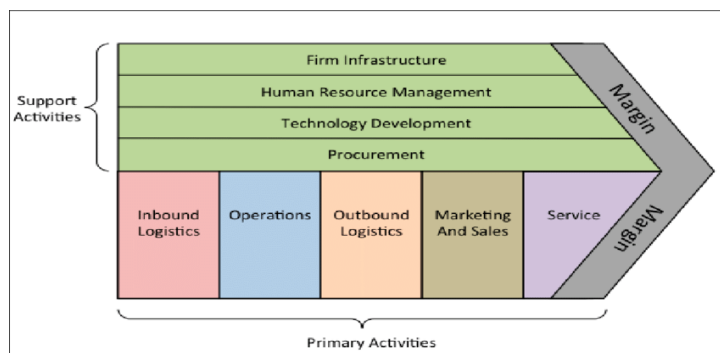 Firm Infrastructure
Human Resource Management
Technology Development
Procurement
Support
Activities
Margin
Margin
Inbound
Logistics
Operations
Outbound
Logistics
Marketing
And Sales
Service
Primary Activities